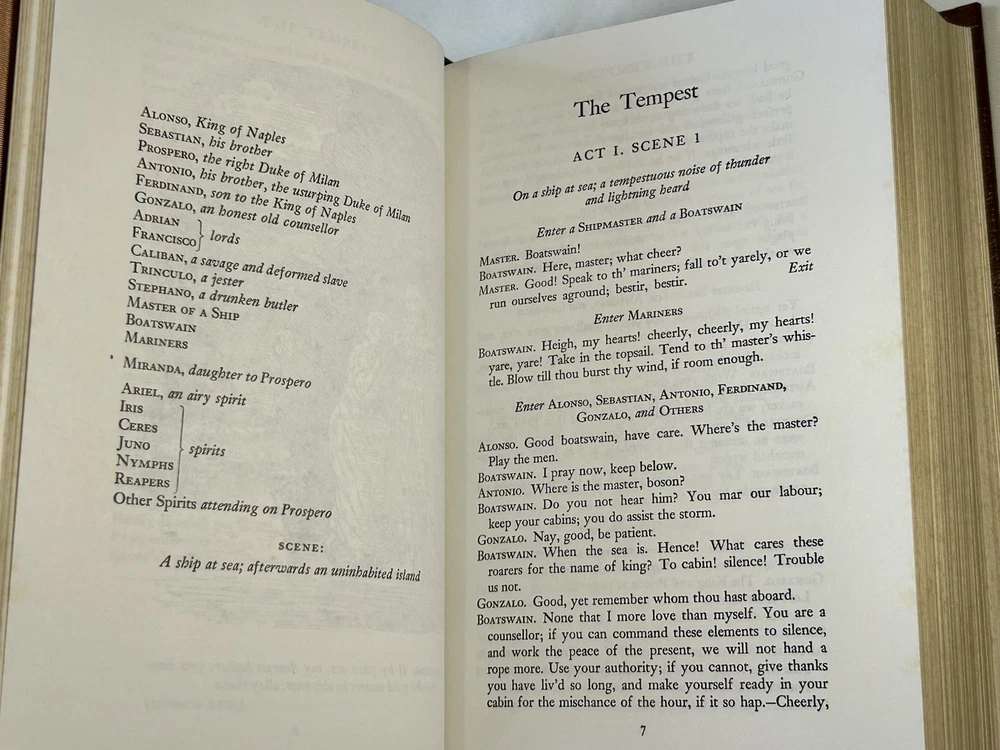 ALONSO, King of Naples
SEBASTIAN, his brother
PROSPERO, the right Duke of Milan
ANTONIO, his brother, the usurping Duke of Milan
FERDINAND, son to the King of Naples
GONZALO, an honest old counsellor
ADRIAN
FRANCISCO } lords
CALIBAN, a savage and deformed slave
TRINCULO, a jester
STEPHANO, a drunken butler
MASTER OF A SHIP
BOATSWAIN
MARINERS
MIRANDA, daughter to Prospero
ARIEL, an airy spirit
IRIS
CERES
JUNO } spirits
NYMPHS
REAPERS
Other Spirits attending on Prospero
SCENE:
A ship at sea; afterwards an uninhabited island
The Tempest
ACT I. SCENE I
On a ship at sea; a tempestuous noise of thunder
and lightning heard
Enter a SHIPMASTER and a BOATSWAIN
MASTER. Boatswain!
BOATSWAIN. Here, master; what cheer?
MASTER. Good! Speak to th' mariners; fall to't yarely, or we
run ourselves aground; bestir, bestir. Exit
Enter MARINERS
BOATSWAIN. Heigh, my hearts! cheerly, cheerly, my hearts!
yare, yare! Take in the topsail. Tend to th' master's whis-
tle. Blow till thou burst thy wind, if room enough.
Enter ALONSO, SEBASTIAN, ANTONIO, FERDINAND,
GONZALO, and OTHERS
ALONSO. Good boatswain, have care. Where's the master?
Play the men.
BOATSWAIN. I pray now, keep below.
ANTONIO. Where is the master, boson?
BOATSWAIN. Do you not hear him? You mar our labour;
keep your cabins; you do assist the storm.
GONZALO. Nay, good, be patient.
BOATSWAIN. When the sea is. Hence! What cares these
roarers for the name of king? To cabin! silence! Trouble
us not.
GONZALO. Good, yet remember whom thou hast aboard.
BOATSWAIN. None that I more love than myself. You are a
counsellor; if you can command these elements to silence,
and work the peace of the present, we will not hand a
rope more. Use your authority; if you cannot, give thanks
you have liv'd so long, and make yourself ready in your
cabin for the mischance of the hour, if it so hap.—Cheerly,
7